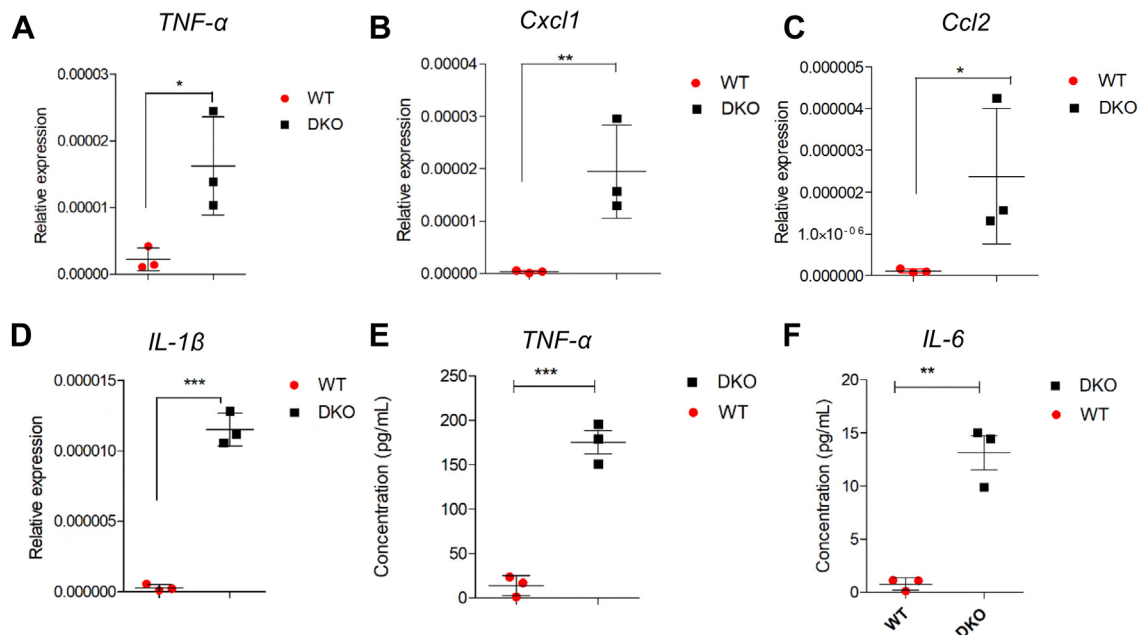 A
TNF-α
Relative expression
0.00003
0.00002
0.00001
0.00000
*
WT
DKO
B
Cxcl1
Relative expression
0.00004
0.00003
0.00002
0.00001
0.00000
**
WT
DKO
C
Ccl2
Relative expression
0.000005
0.000004
0.000003
0.000002
1.0×10⁻⁰⁶
0.000000
*
WT
DKO
D
IL-1ß
Relative expression
0.000015
0.000010
0.000005
0.000000
***
WT
DKO
E
TNF-α
Concentration (pg/mL)
250
200
150
100
50
0
***
DKO
WT
F
IL-6
Concentration (pg/mL)
20
15
10
5
0
**
DKO
WT
WT
DKO